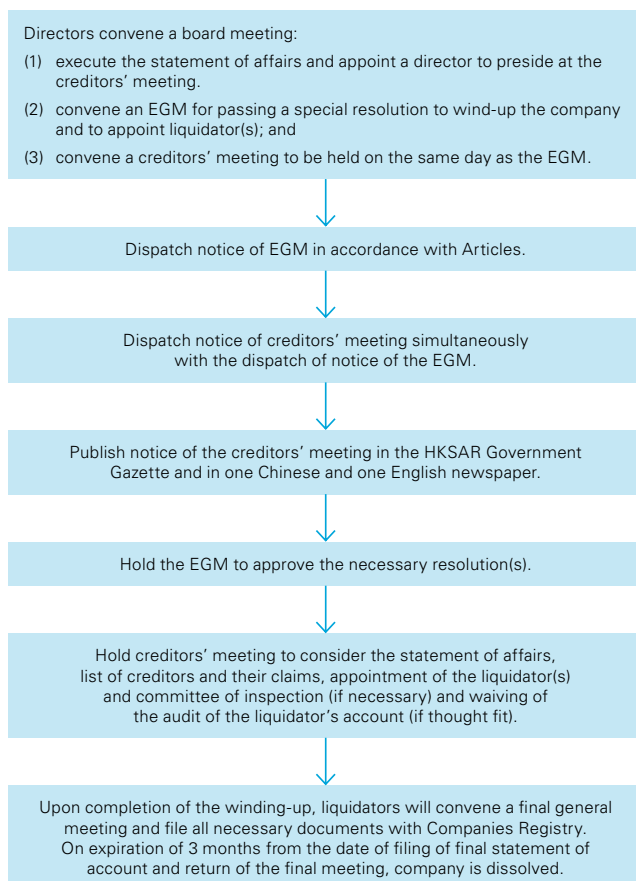 Directors convene a board meeting:
(1) execute the statement of affairs and appoint a director to preside at the
creditors’ meeting.
(2) convene an EGM for passing a special resolution to wind-up the company
and to appoint liquidator(s); and
(3) convene a creditors’ meeting to be held on the same day as the EGM.
Dispatch notice of EGM in accordance with Articles.
Dispatch notice of creditors’ meeting simultaneously
with the dispatch of notice of the EGM.
Publish notice of the creditors’ meeting in the HKSAR Government
Gazette and in one Chinese and one English newspaper.
Hold the EGM to approve the necessary resolution(s).
Hold creditors’ meeting to consider the statement of affairs,
list of creditors and their claims, appointment of the liquidator(s)
and committee of inspection (if necessary) and waiving of
the audit of the liquidator’s account (if thought fit).
Upon completion of the winding-up, liquidators will convene a final general
meeting and file all necessary documents with Companies Registry.
On expiration of 3 months from the date of filing of final statement of
account and return of the final meeting, company is dissolved.